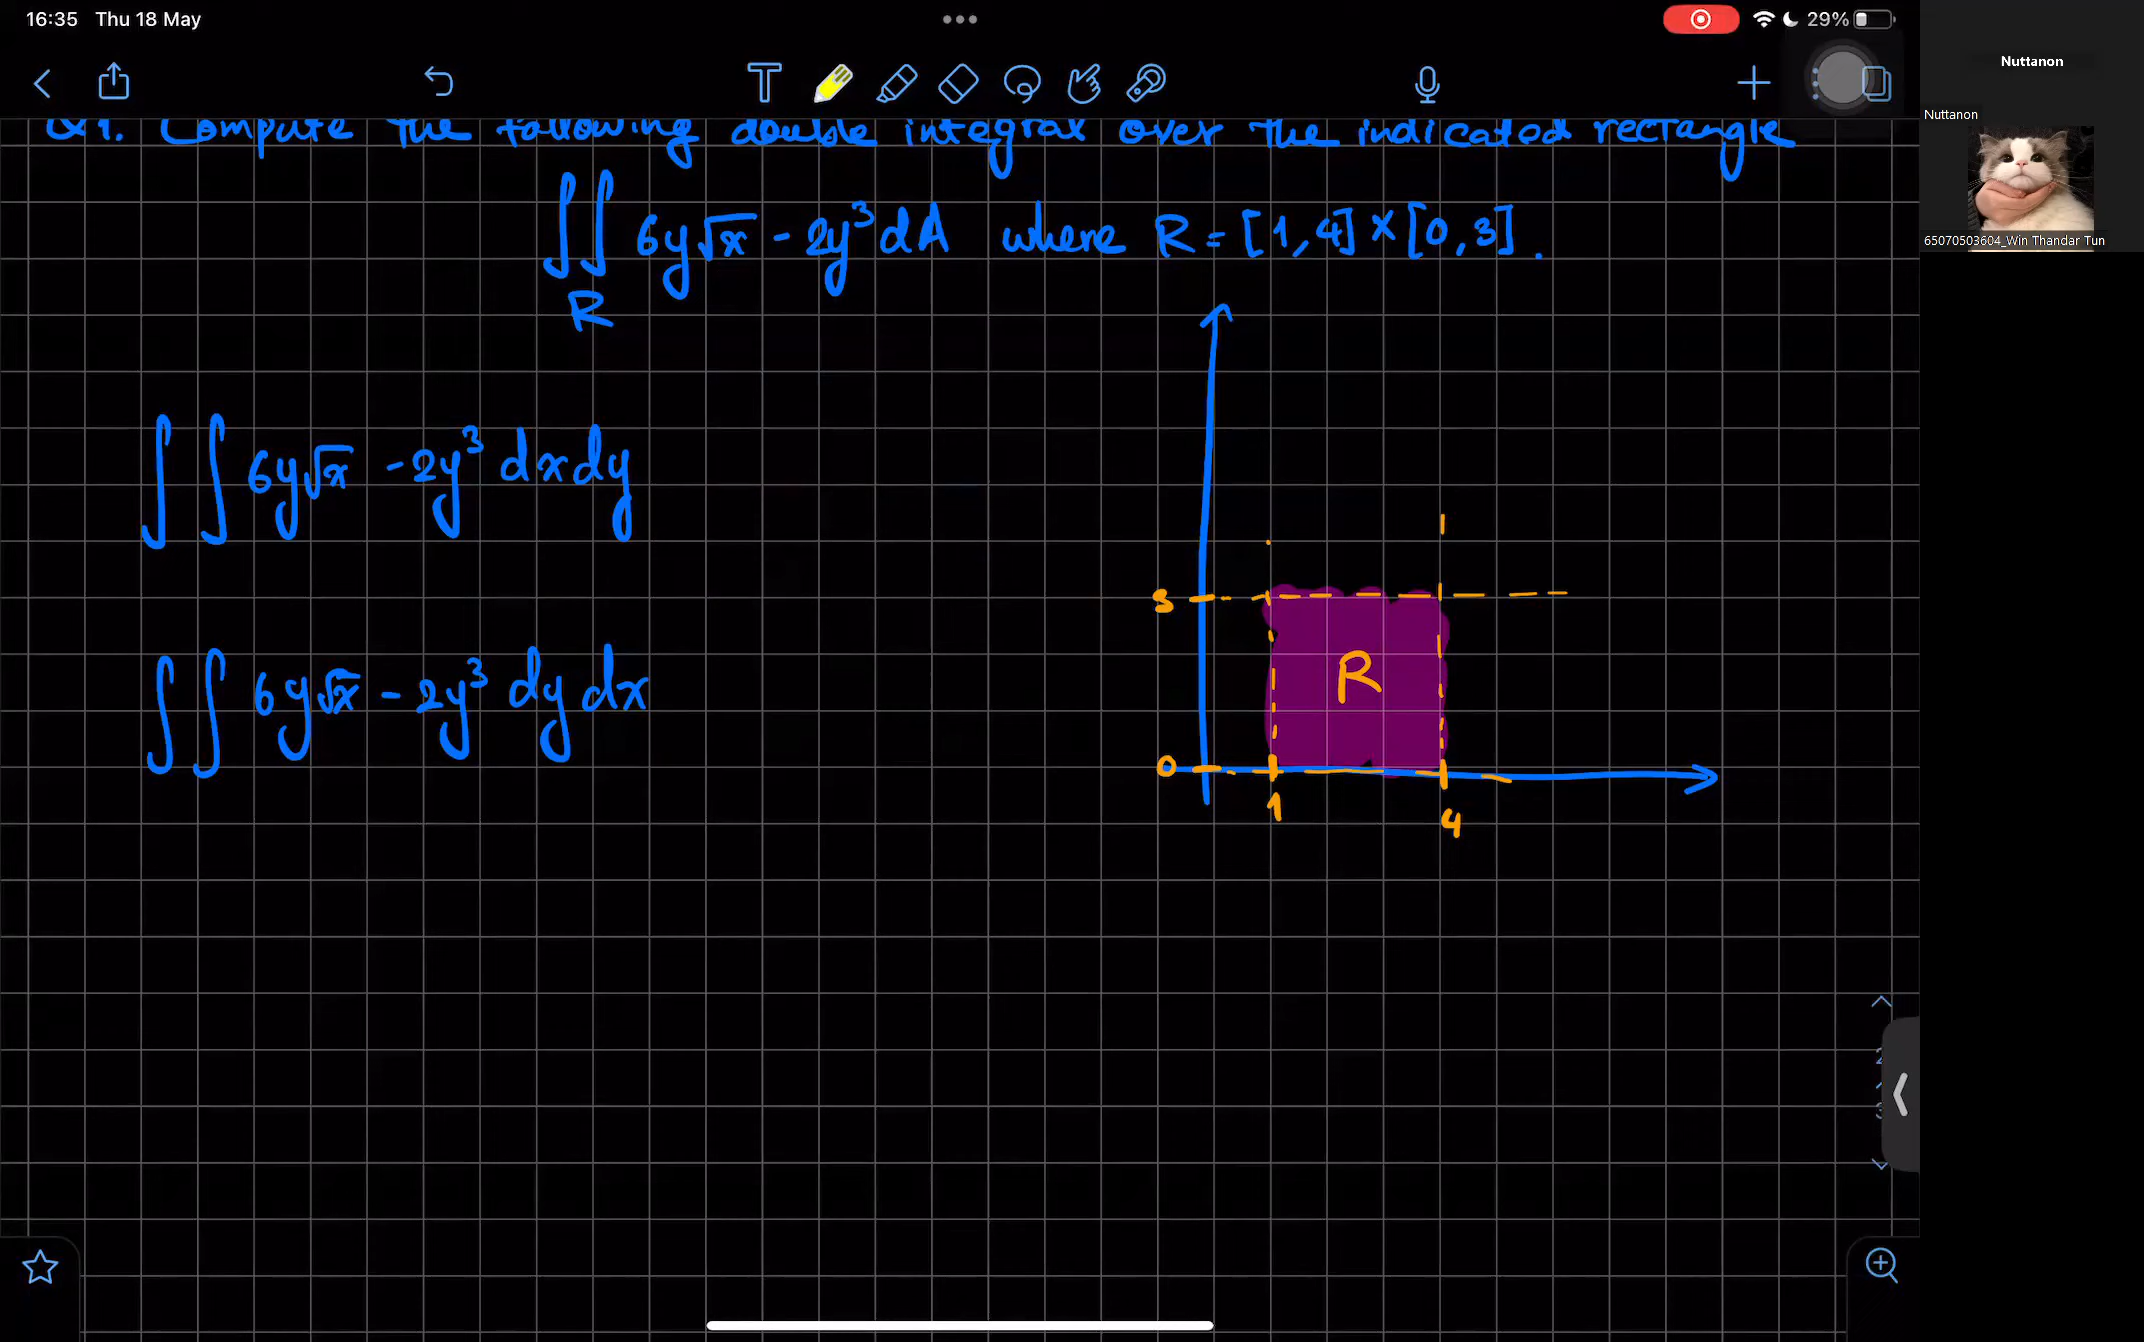 16:35 Thu 18 May
29%
Nuttanon
Nuttanon
65070503604_Win Thandar Tun
Q1. Compute the following double integral over the indicated rectangle
∫∫ 6y√x - 2y³ dA where R = [1,4] × [0,3].
R
∫∫ 6y√x - 2y³ dx dy
3
R
∫∫ 6y√x - 2y³ dy dx
0
1
4